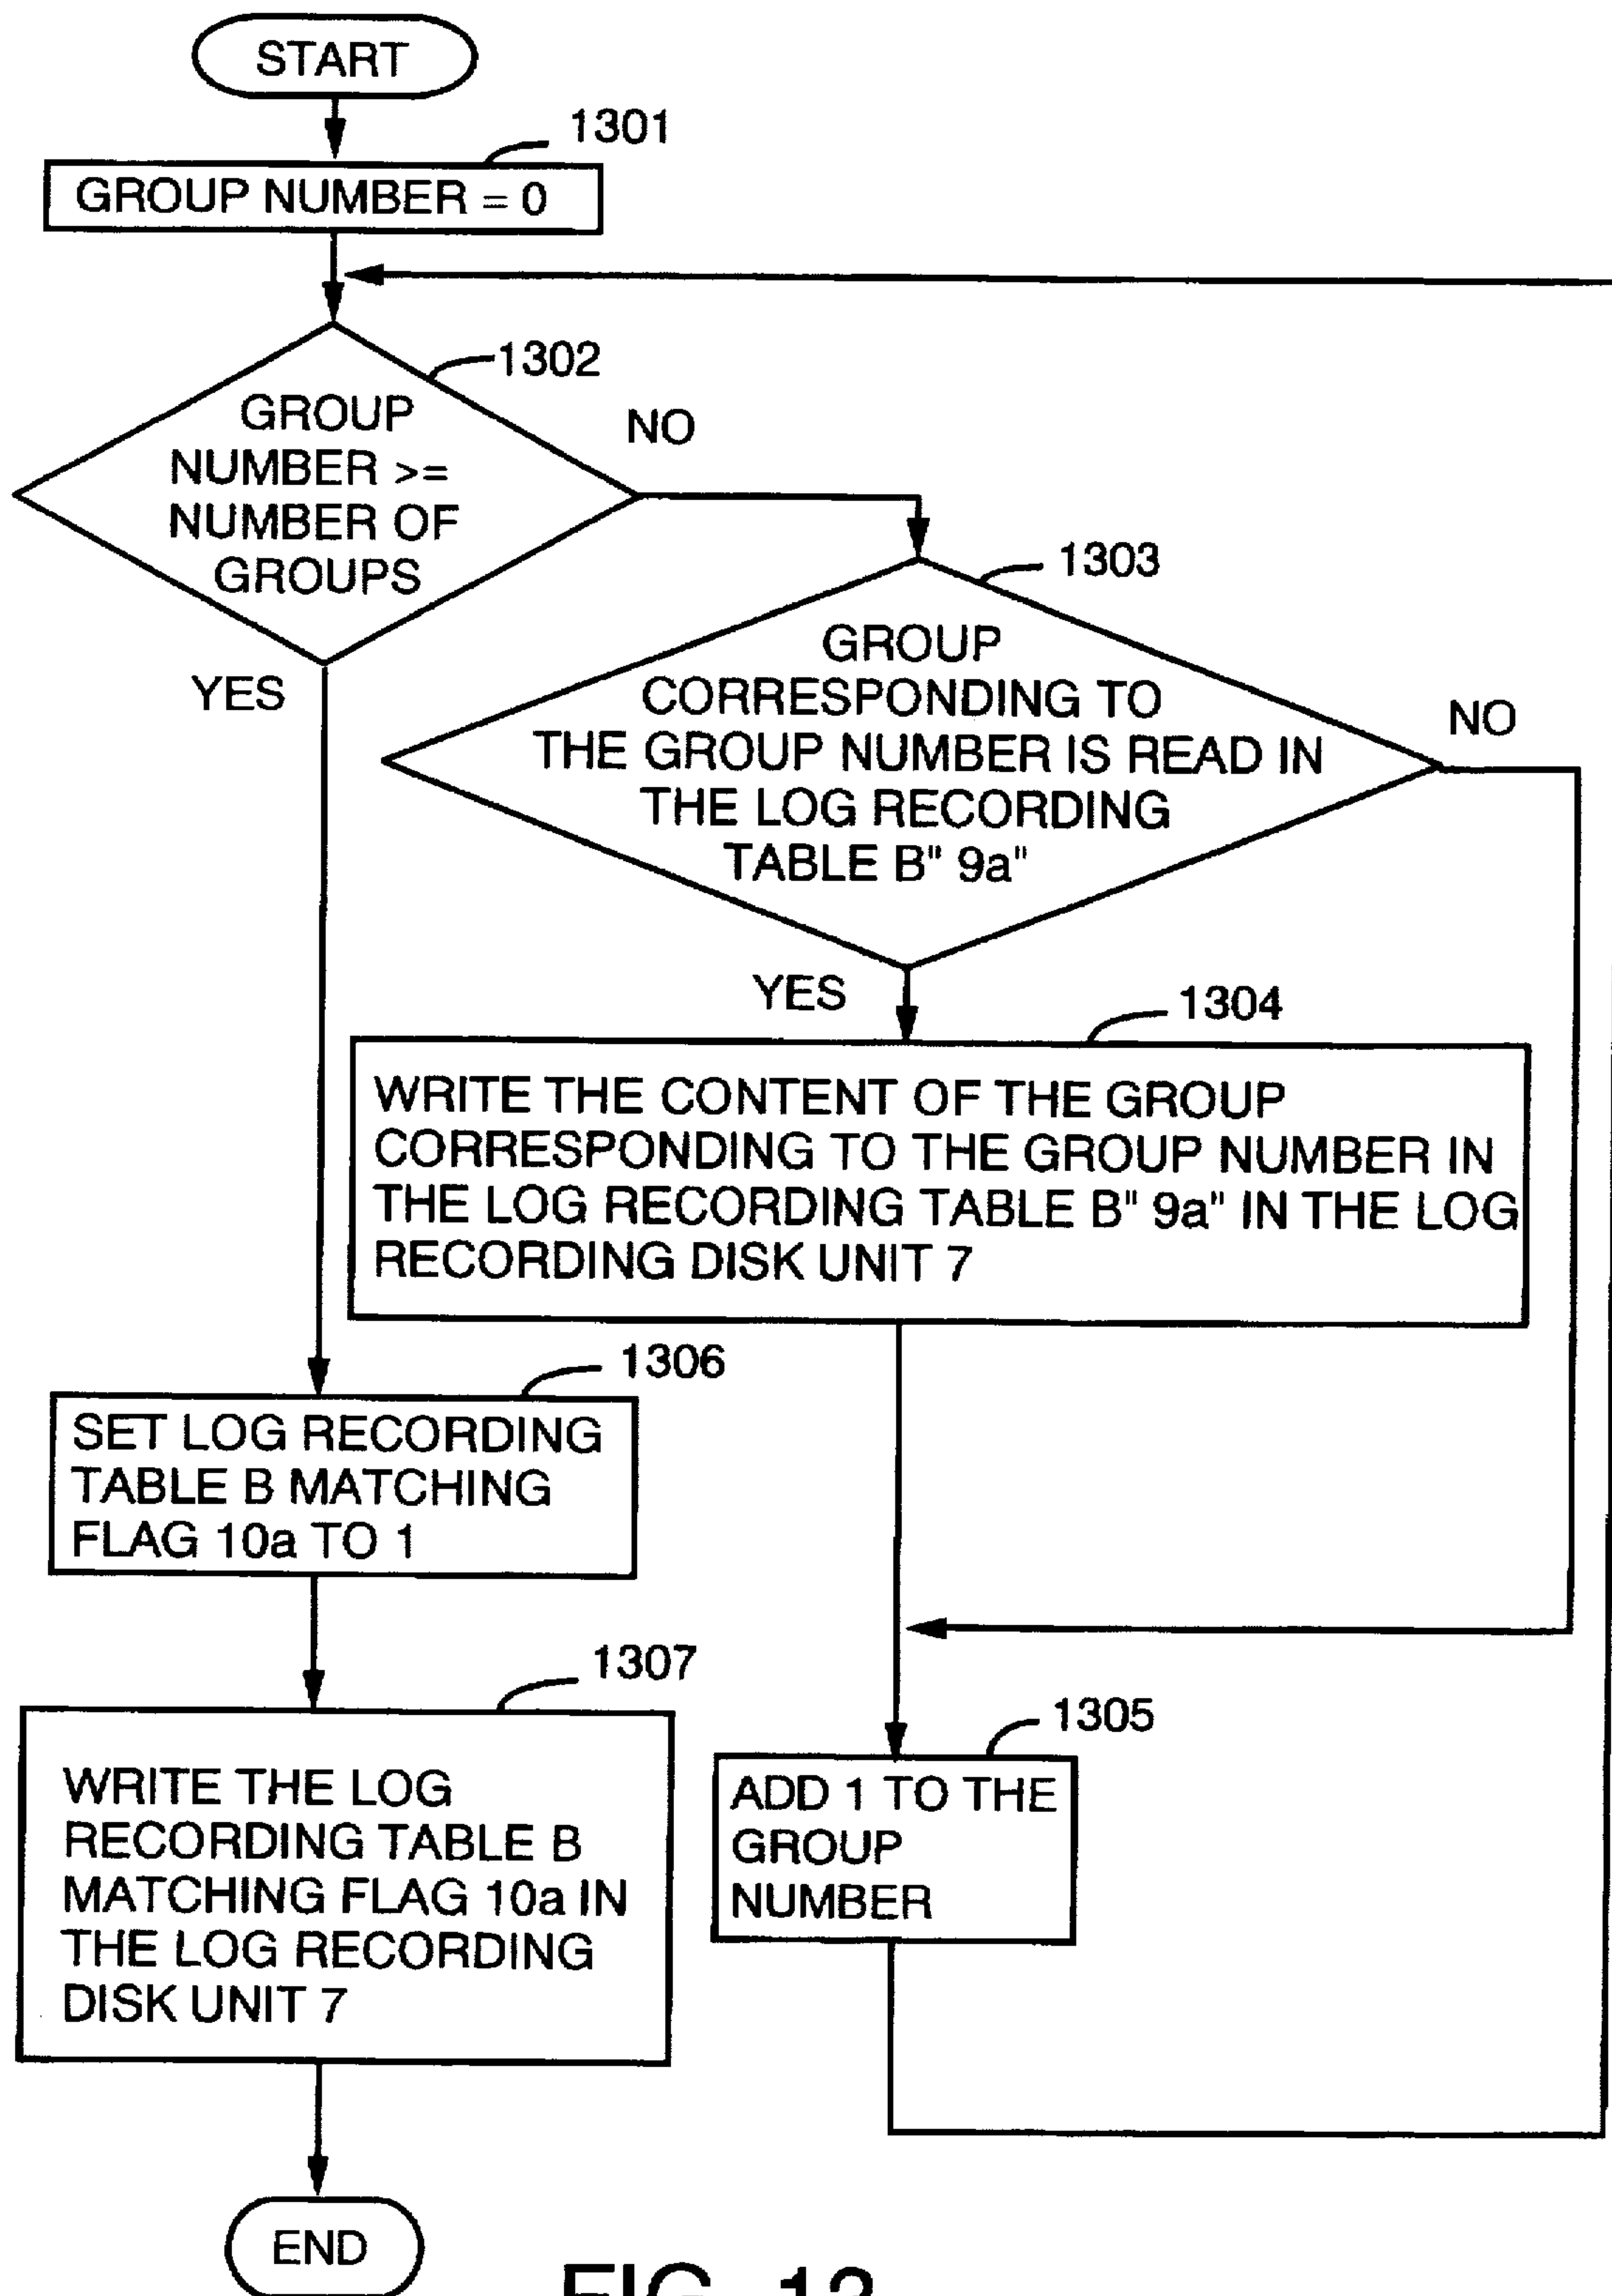 START
1301
GROUP NUMBER = 0
1302
GROUP
NUMBER >=
NUMBER OF
GROUPS
NO
YES
1303
GROUP
CORRESPONDING TO
THE GROUP NUMBER IS READ IN
THE LOG RECORDING
TABLE B" 9a"
NO
YES
1304
WRITE THE CONTENT OF THE GROUP
CORRESPONDING TO THE GROUP NUMBER IN
THE LOG RECORDING TABLE B" 9a" IN THE LOG
RECORDING DISK UNIT 7
1306
SET LOG RECORDING
TABLE B MATCHING
FLAG 10a TO 1
1307
WRITE THE LOG
RECORDING TABLE B
MATCHING FLAG 10a IN
THE LOG RECORDING
DISK UNIT 7
1305
ADD 1 TO THE
GROUP
NUMBER
END
FIG.